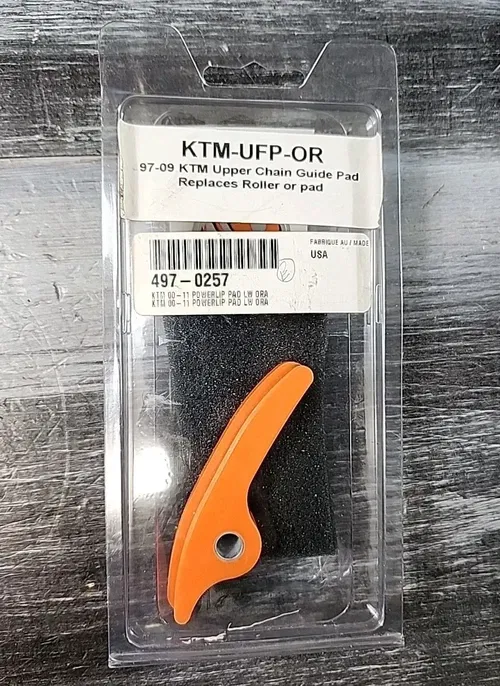 KTM-UFP-OR
97-09 KTM Upper Chain Guide Pad
Replaces Roller or pad
FABRIQUE AU / MADE
USA
497-0257
KTM 00-11 POWERLIP PAD LW ORA
KTM 00-11 POWERLIP PAD LW ORA